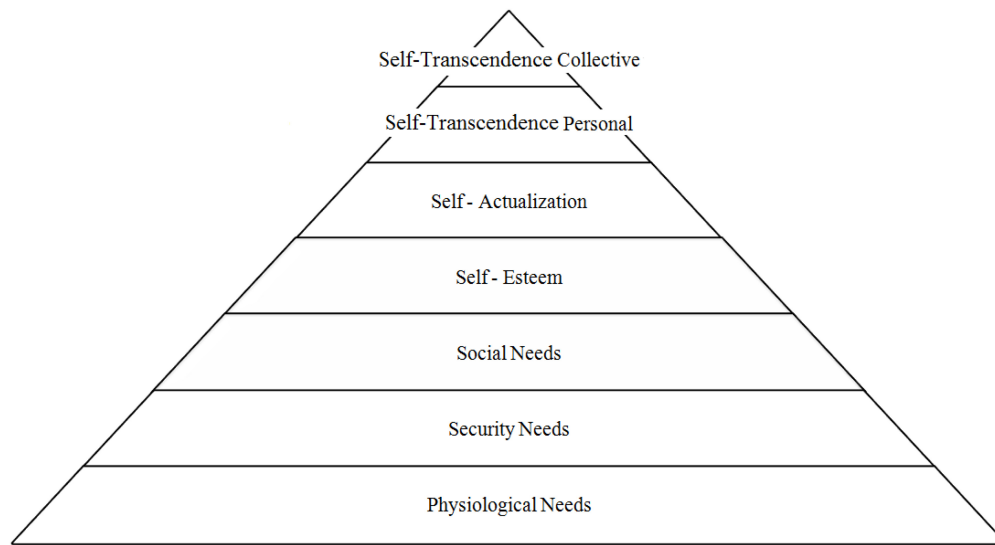 Self-Transcendence Collective
Self-Transcendence Personal
Self - Actualization
Self - Esteem
Social Needs
Security Needs
Physiological Needs